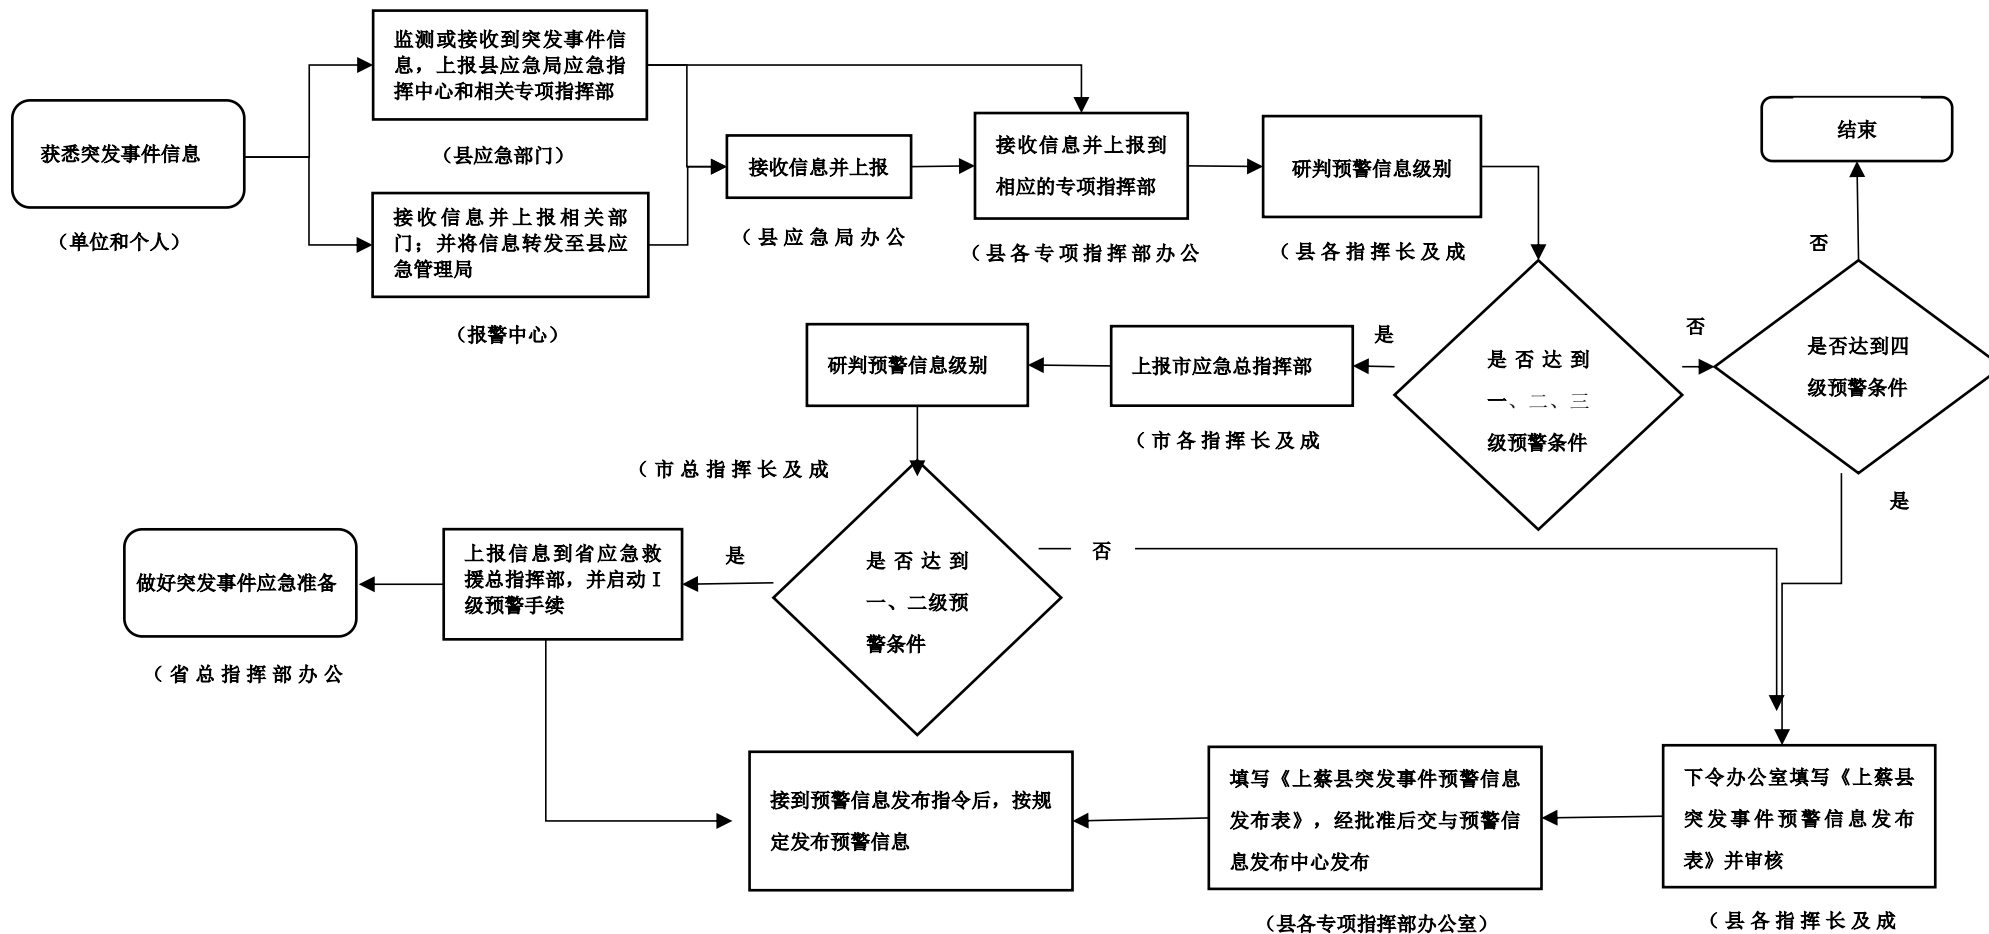 获悉突发事件信息
（单位和个人）
监测或接收到突发事件信
息，上报县应急局应急指
挥中心和相关专项指挥部
（县应急部门）
接收信息并上报相关部
门；并将信息转发至县应
急管理局
（报警中心）
接收信息并上报
（县应急局办公
接收信息并上报到
相应的专项指挥部
（县各专项指挥部办公
研判预警信息级别
（县各指挥长及成
结束
否
是否达到四
级预警条件
是
否
是否达到
一、二、三
级预警条件
是
上报市应急总指挥部
（市各指挥长及成
研判预警信息级别
（市总指挥长及成
是否达到
一、二级预
警条件
否
是
上报信息到省应急救
援总指挥部，并启动I
级预警手续
做好突发事件应急准备
（省总指挥部办公
接到预警信息发布指令后，按规
定发布预警信息
填写《上蔡县突发事件预警信息
发布表》，经批准后交与预警信
息发布中心发布
（县各专项指挥部办公室）
下令办公室填写《上蔡县
突发事件预警信息发布
表》并审核
（县各指挥长及成